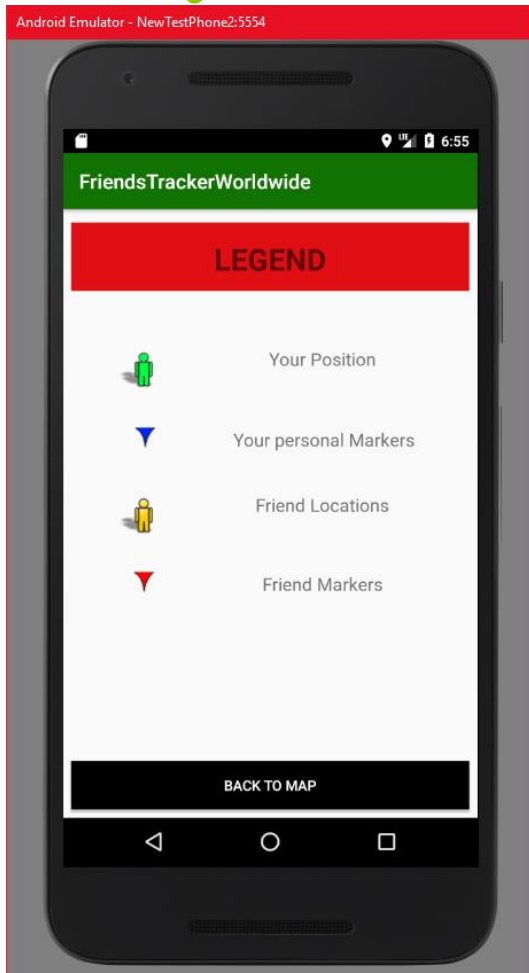 Android Emulator - NewTestPhone2:5554
LTE 6:55
FriendsTrackerWorldwide
LEGEND
Your Position
Your personal Markers
Friend Locations
Friend Markers
BACK TO MAP